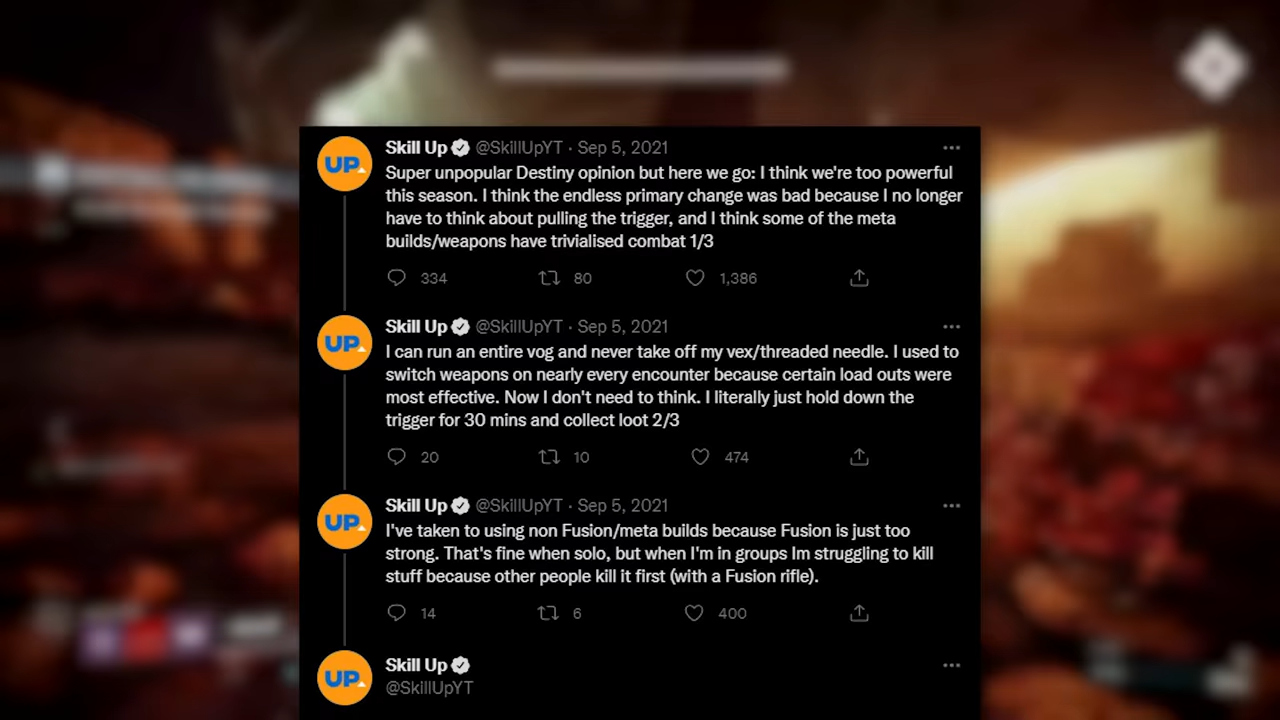 UP
Skill Up @SkillUpYT · Sep 5, 2021
Super unpopular Destiny opinion but here we go: I think we're too powerful
this season. I think the endless primary change was bad because I no longer
have to think about pulling the trigger, and I think some of the meta
builds/weapons have trivialised combat 1/3
334 80 1,386
UP
Skill Up @SkillUpYT · Sep 5, 2021
I can run an entire vog and never take off my vex/threaded needle. I used to
switch weapons on nearly every encounter because certain load outs were
most effective. Now I don't need to think. I literally just hold down the
trigger for 30 mins and collect loot 2/3
20 10 474
UP
Skill Up @SkillUpYT · Sep 5, 2021
I've taken to using non Fusion/meta builds because Fusion is just too
strong. That's fine when solo, but when I'm in groups Im struggling to kill
stuff because other people kill it first (with a Fusion rifle).
14 6 400
UP
Skill Up
@SkillUpYT